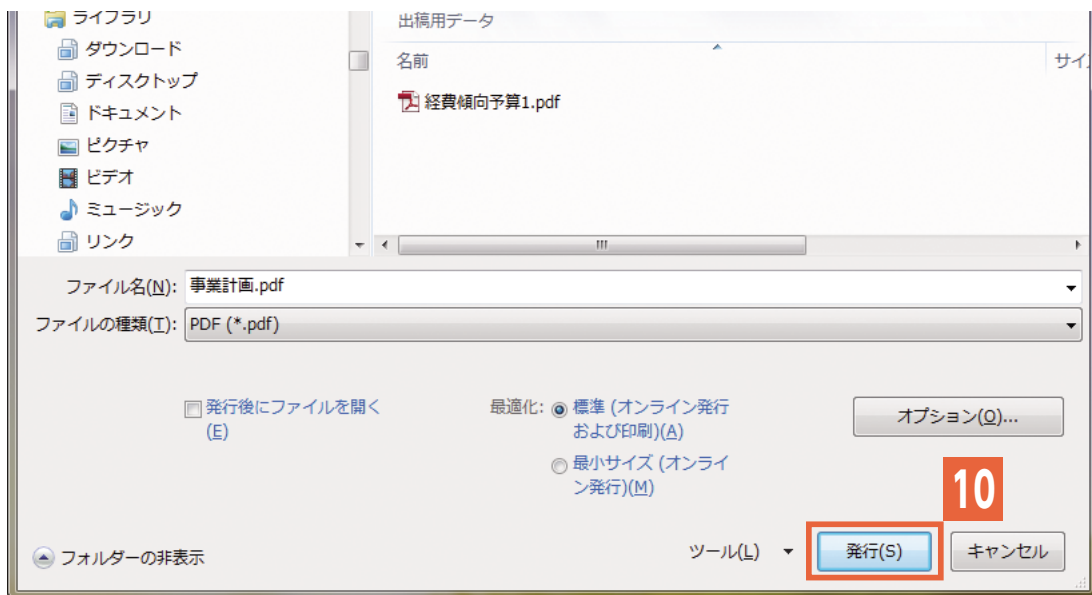 ライブラリ
ダウンロード
ディスクトップ
ドキュメント
ピクチャ
ビデオ
ミュージック
リンク
出稿用データ
名前
サイ
経費傾向予算1.pdf
ファイル名(N): 事業計画.pdf
ファイルの種類(T): PDF (*.pdf)
発行後にファイルを開く
(E)
最適化: 標準 (オンライン発行
および印刷)(A)
最小サイズ (オンライ
ン発行)(M)
オプション(O)...
10
フォルダーの非表示
ツール(L)
発行(S)
キャンセル